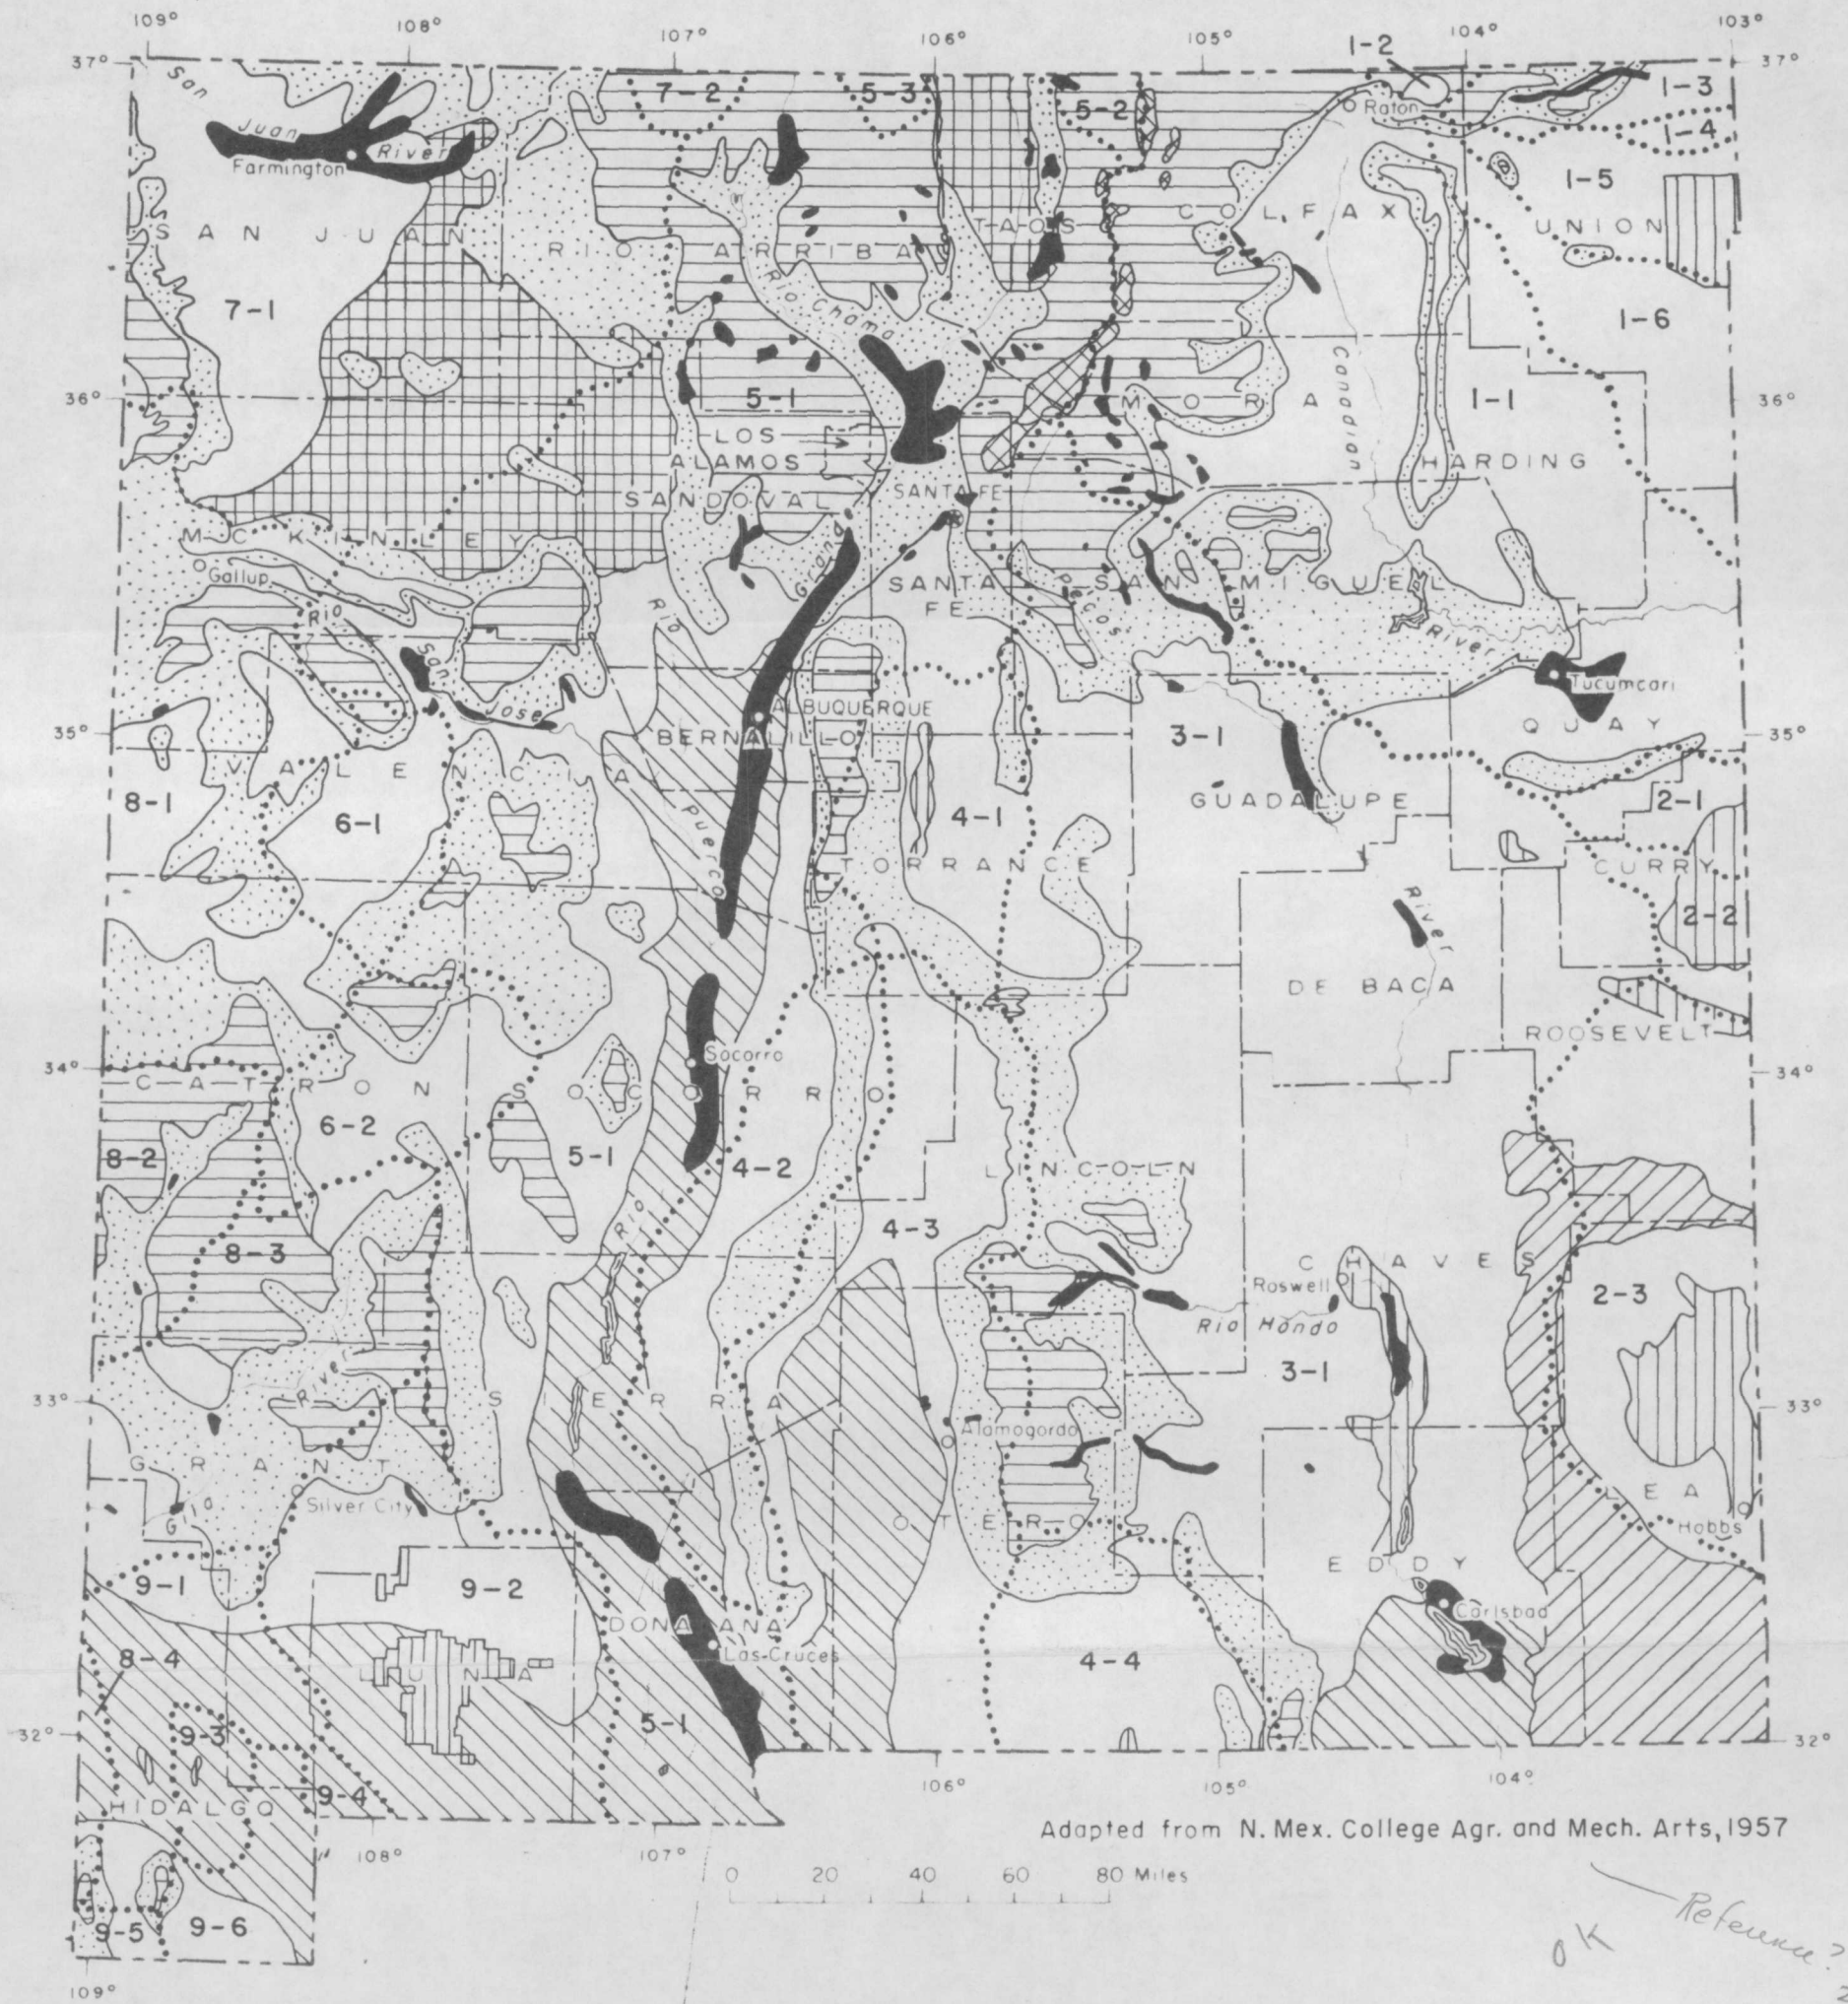 109° 108° 107° 106° 105° 104° 103°
1-2
37° 37°
San
7-2 5-3 5-2 1-3
Raton
1-4
Juan
River
Farmington
1-5
SAN JUAN RIO ARRIBA TAOS COLFAX UNION
7-1
Rio Chama
1-6
Canadian
36° 5-1 MORA 1-1 36°
LOS
ALAMOS
HARDING
SANDOVAL SANTA FE
MC KINLEY
Gallup
Grand
SANTA
FE
SAN MIGUEL
Pecos
Rio
Rio
San
Jose
River
Tucumcari
ALBUQUERQUE
35° BERNALILLO 3-1 QUAY 35°
VALENCIA
8-1 6-1 Puerco 4-1 GUADALUPE 2-1
TORRANCE CURRY
2-2
River
DE BACA
ROOSEVELT
34° Socorro 34°
CATRON SOCORRO
6-2
8-2 5-1 4-2 LINCOLN
Rio
8-3 4-3 CHAVES
Roswell
2-3
Rio Hondo
3-1
33° River SIERRA 33°
Alamogordo
GRANT
Gila
Silver City
OTERO
LEA
Hobbs
EDDY
9-1 9-2
Carlsbad
DONA ANA
Las Cruces
8-4 LUNA 4-4
32° 9-3 5-1 32°
106° 105° 104°
9-4
HIDALGO
Adapted from N. Mex. College Agr. and Mech. Arts, 1957
108° 107°
0 20 40 60 80 Miles
9-5 9-6
Reference?
OK
109°